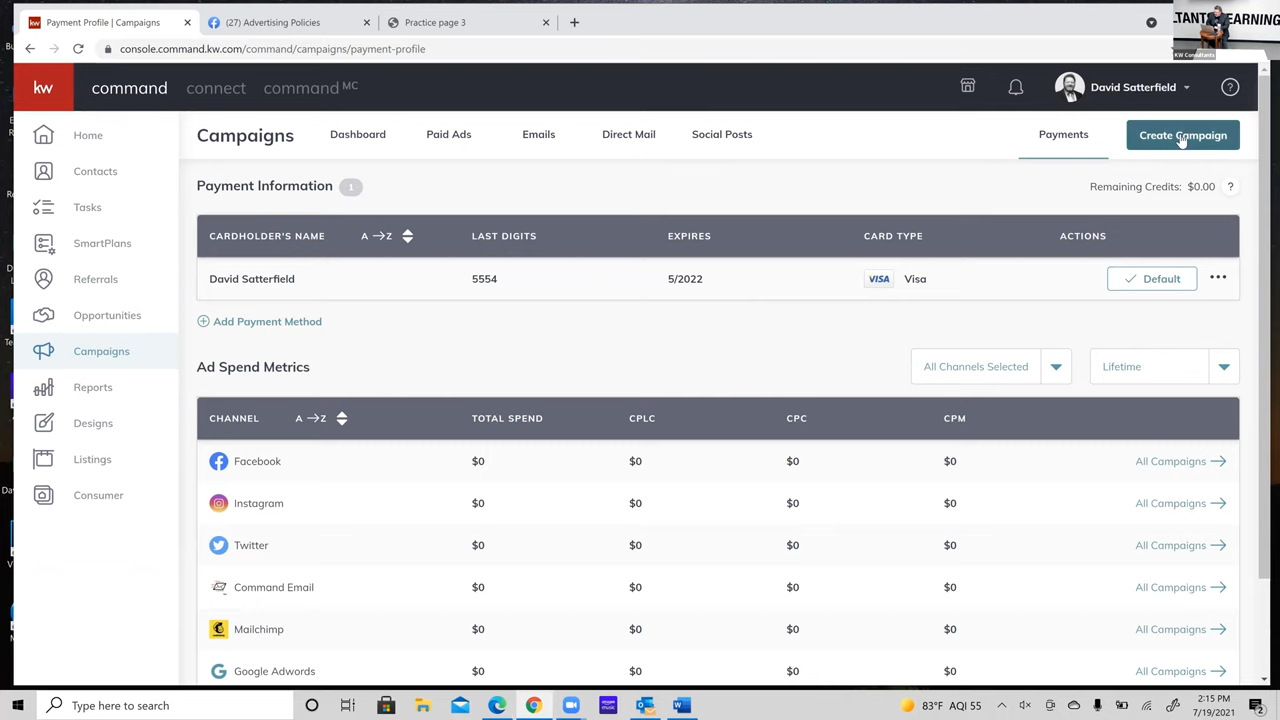 Payment Profile | Campaigns
(27) Advertising Policies
Practice page 3
LTANTS LEARNING
KW Consultants
console.command.kw.com/command/campaigns/payment-profile
kw
command
connect
command MC
David Satterfield
Home
Contacts
Tasks
SmartPlans
Referrals
Opportunities
Campaigns
Reports
Designs
Listings
Consumer
Campaigns
Dashboard
Paid Ads
Emails
Direct Mail
Social Posts
Payments
Create Campaign
Payment Information 1
Remaining Credits: $0.00 ?
CARDHOLDER'S NAME A → Z LAST DIGITS EXPIRES CARD TYPE ACTIONS
David Satterfield 5554 5/2022 VISA Visa Default
Add Payment Method
Ad Spend Metrics
All Channels Selected
Lifetime
CHANNEL A → Z TOTAL SPEND CPLC CPC CPM
Facebook $0 $0 $0 $0 All Campaigns
Instagram $0 $0 $0 $0 All Campaigns
Twitter $0 $0 $0 $0 All Campaigns
Command Email $0 $0 $0 $0 All Campaigns
Mailchimp $0 $0 $0 $0 All Campaigns
Google Adwords $0 $0 $0 $0 All Campaigns
Type here to search
83°F AQI 55
2:15 PM
7/19/2021
2